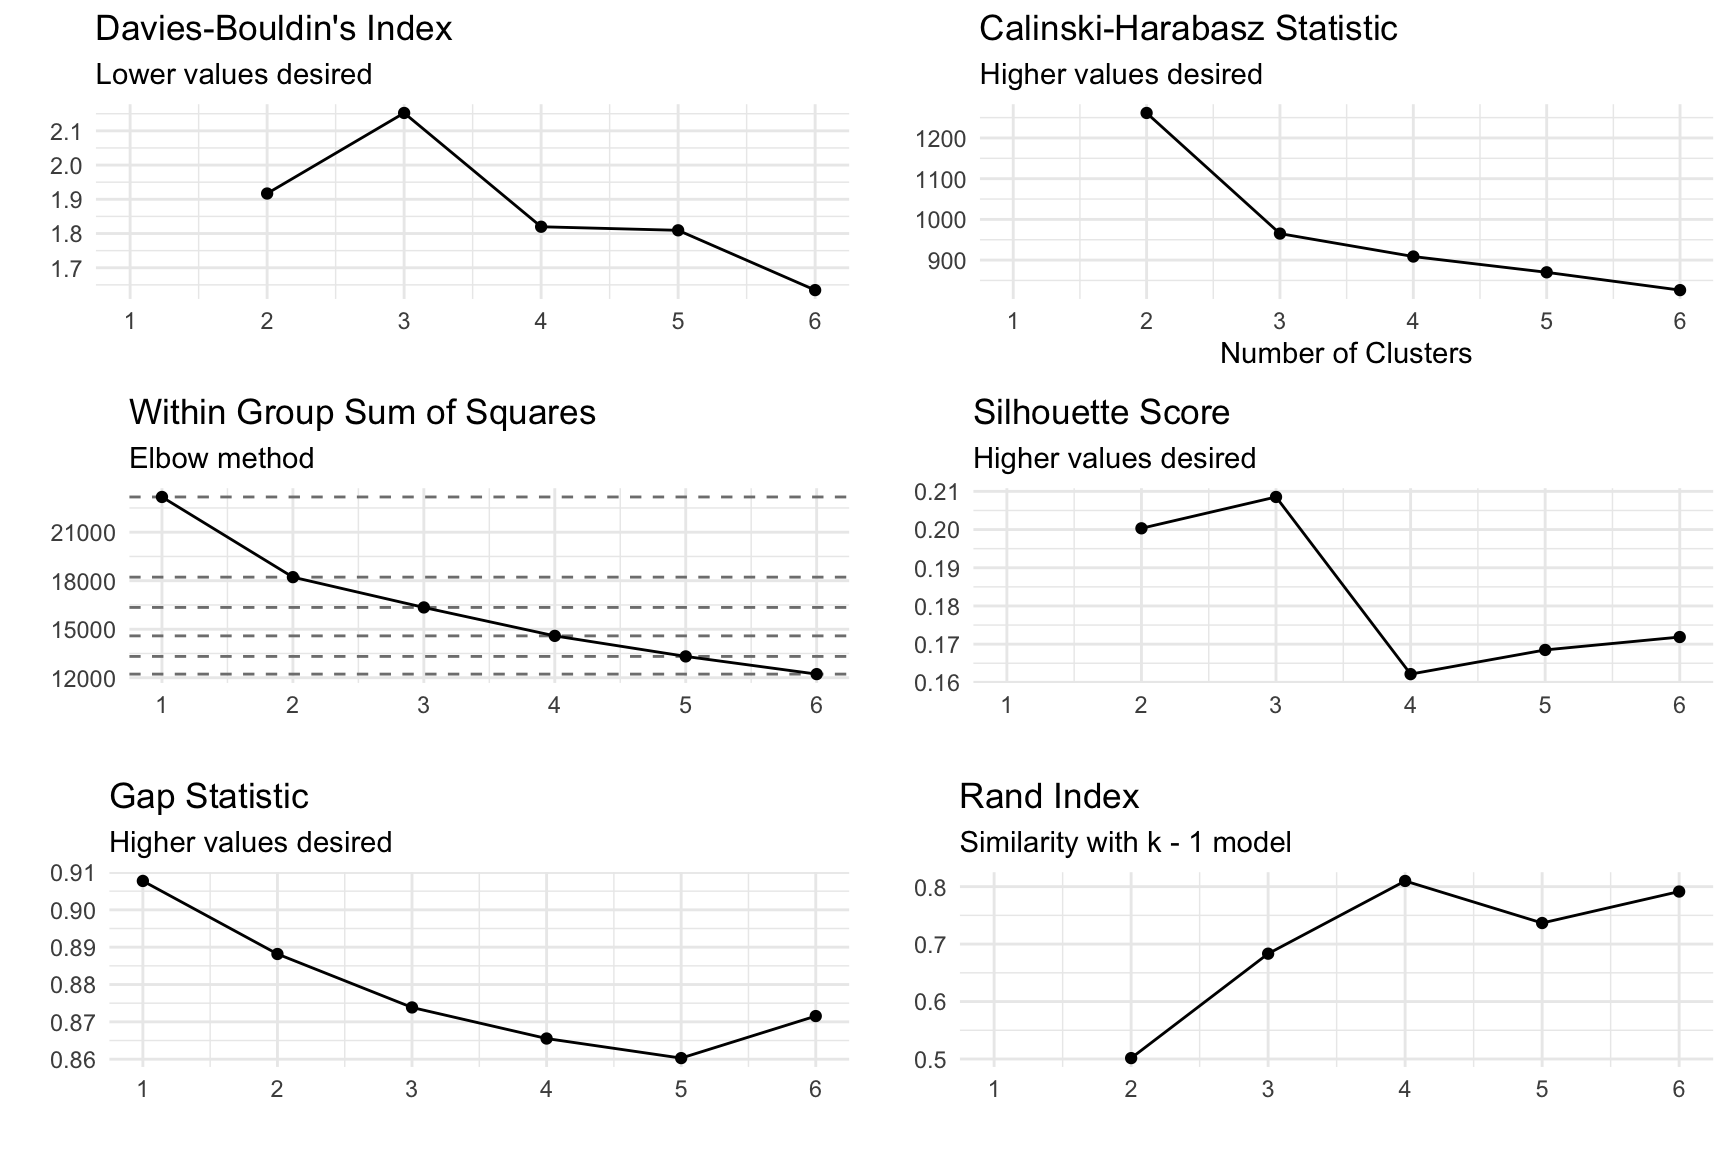 Davies-Bouldin's Index
Lower values desired
2.1
2.0
1.9
1.8
1.7
1 2 3 4 5 6
Calinski-Harabasz Statistic
Higher values desired
1200
1100
1000
900
1 2 3 4 5 6
Number of Clusters
Within Group Sum of Squares
Elbow method
21000
18000
15000
12000
1 2 3 4 5 6
Silhouette Score
Higher values desired
0.21
0.20
0.19
0.18
0.17
0.16
1 2 3 4 5 6
Gap Statistic
Higher values desired
0.91
0.90
0.89
0.88
0.87
0.86
1 2 3 4 5 6
Rand Index
Similarity with k - 1 model
0.8
0.7
0.6
0.5
1 2 3 4 5 6